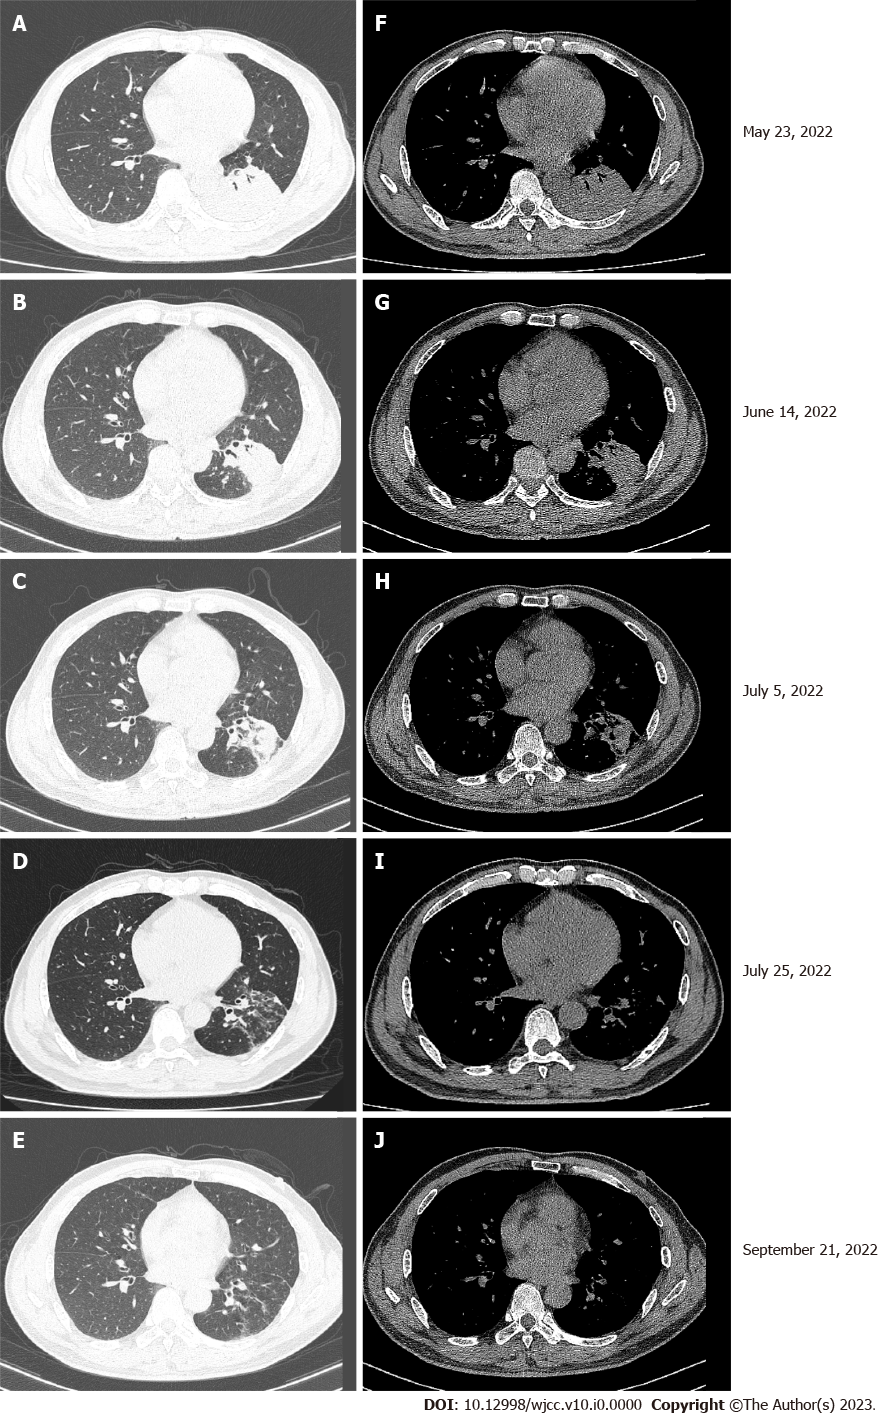 A
F
May 23, 2022
B
G
June 14, 2022
C
H
July 5, 2022
D
I
July 25, 2022
E
J
September 21, 2022
DOI: 10.12998/wjcc.v10.i0.0000 Copyright ©The Author(s) 2023.